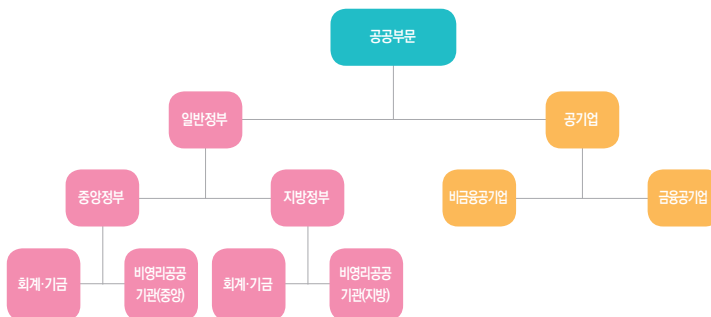 공공부문
일반정부
공기업
중앙정부
지방정부
비금융공기업
금융공기업
회계·기금
비영리공공
기관(중앙)
회계·기금
비영리공공
기관(지방)